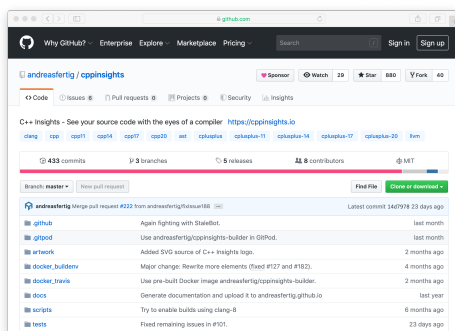 github.com
Why GitHub? Enterprise Explore Marketplace Pricing Search / Sign in Sign up
andreasfertig / cppinsights Sponsor Watch 29 Star 880 Fork 40
Code Issues 6 Pull requests 0 Projects 0 Security Insights
C++ Insights - See your source code with the eyes of a compiler https://cppinsights.io
clang cpp cpp11 cpp14 cpp17 cpp20 ast cplusplus cplusplus-11 cplusplus-14 cplusplus-17 cplusplus-20 llvm
433 commits 3 branches 5 releases 8 contributors MIT
Branch: master New pull request Find File Clone or download
andreasfertig Merge pull request #222 from andreasfertig/fixIssue188 ... Latest commit 14d7978 23 days ago
.github Again fighting with StaleBot. last month
.gitpod Use andreasfertig/cppinsights-builder in GitPod. last month
artwork Added SVG source of C++ Insights logo. 2 months ago
docker_buildenv Major change: Rewrite more elements (fixed #127 and #182). 4 months ago
docker_travis Use pre-built Docker image andreasfertig/cppinsights-builder. 2 months ago
docs Generate documentation and upload it to andreasfertig.github.io last year
scripts Try to enable builds using clang-8 6 months ago
tests Fixed remaining issues in #101. 23 days ago